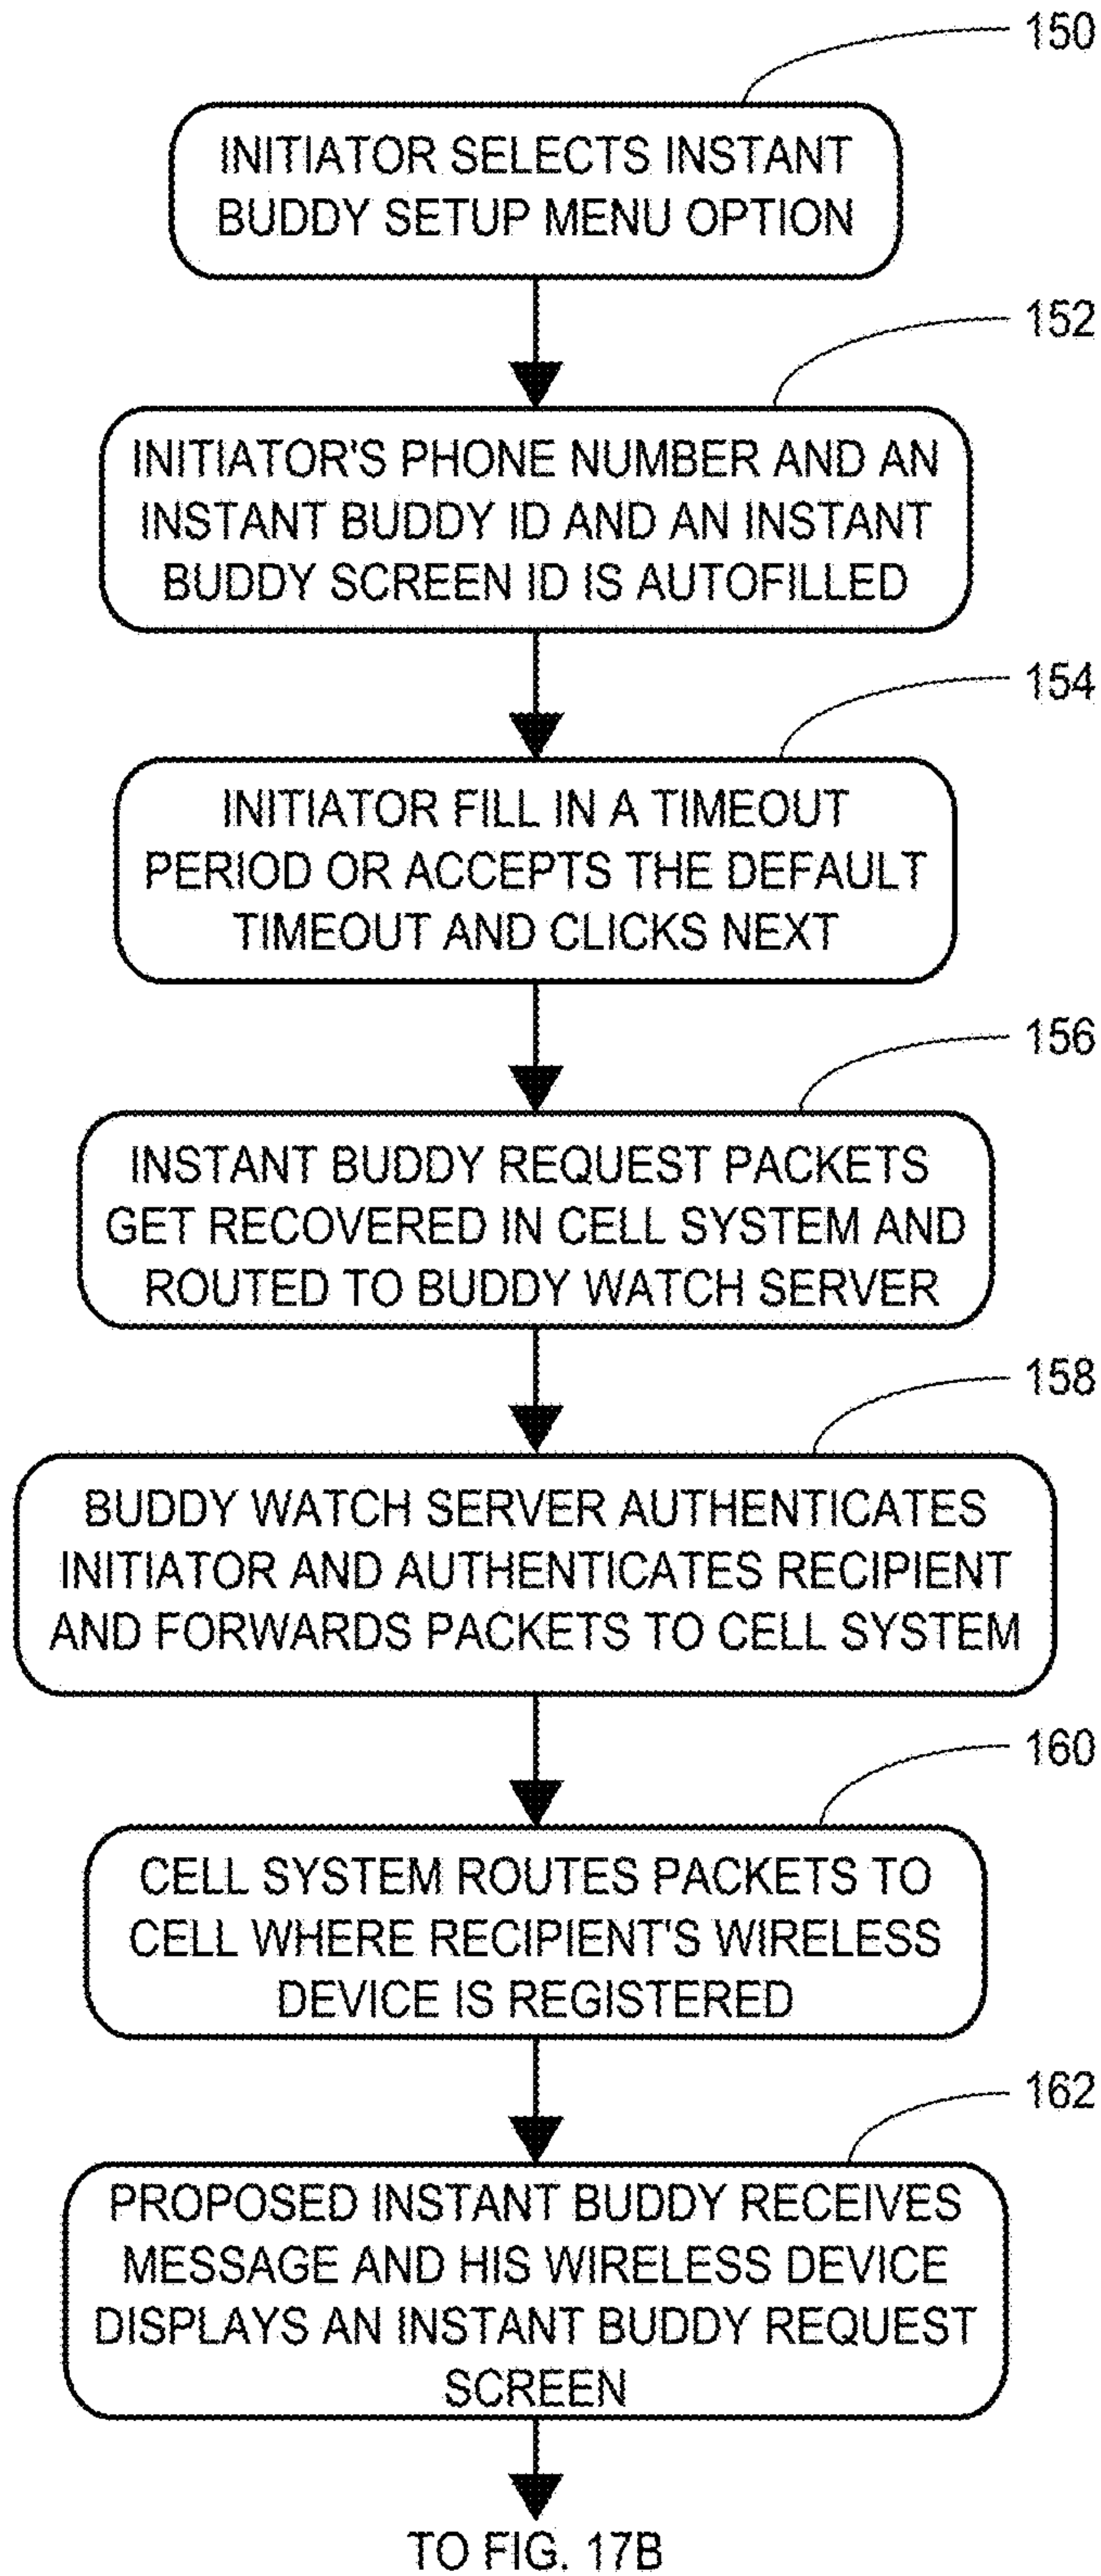 150
INITIATOR SELECTS INSTANT
BUDDY SETUP MENU OPTION
152
INITIATOR'S PHONE NUMBER AND AN
INSTANT BUDDY ID AND AN INSTANT
BUDDY SCREEN ID IS AUTOFILLED
154
INITIATOR FILL IN A TIMEOUT
PERIOD OR ACCEPTS THE DEFAULT
TIMEOUT AND CLICKS NEXT
156
INSTANT BUDDY REQUEST PACKETS
GET RECOVERED IN CELL SYSTEM AND
ROUTED TO BUDDY WATCH SERVER
158
BUDDY WATCH SERVER AUTHENTICATES
INITIATOR AND AUTHENTICATES RECIPIENT
AND FORWARDS PACKETS TO CELL SYSTEM
160
CELL SYSTEM ROUTES PACKETS TO
CELL WHERE RECIPIENT'S WIRELESS
DEVICE IS REGISTERED
162
PROPOSED INSTANT BUDDY RECEIVES
MESSAGE AND HIS WIRELESS DEVICE
DISPLAYS AN INSTANT BUDDY REQUEST
SCREEN
TO FIG. 17B